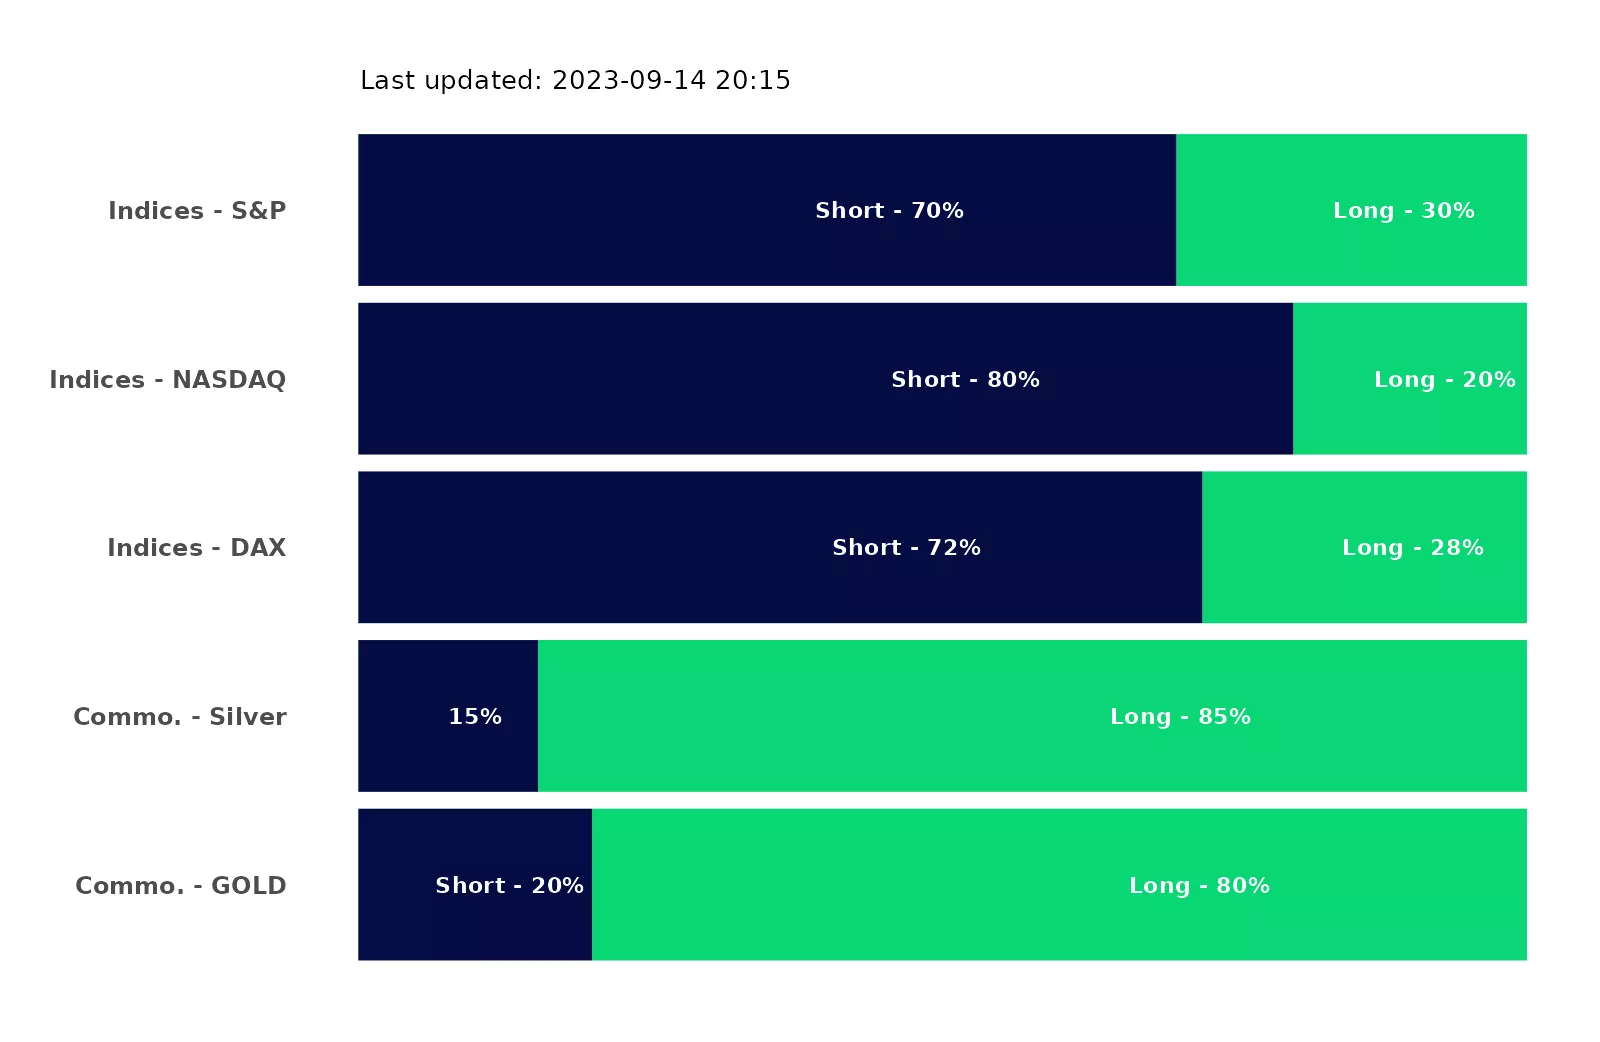 Last updated: 2023-09-14 20:15
Indices - S&P
Short - 70%
Long - 30%
Indices - NASDAQ
Short - 80%
Long - 20%
Indices - DAX
Short - 72%
Long - 28%
Commo. - Silver
15%
Long - 85%
Commo. - GOLD
Short - 20%
Long - 80%